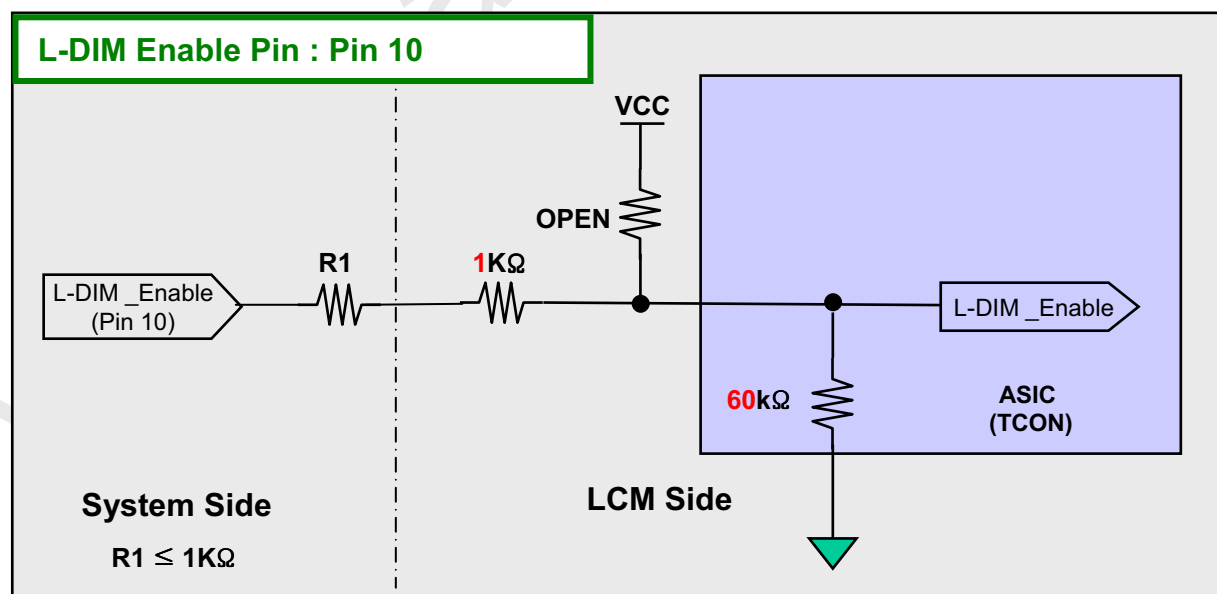 L-DIM Enable Pin : Pin 10
VCC
OPEN
R1
1KΩ
L-DIM _Enable
(Pin 10)
L-DIM _Enable
60kΩ
ASIC
(TCON)
System Side
LCM Side
R1 ≤ 1KΩ